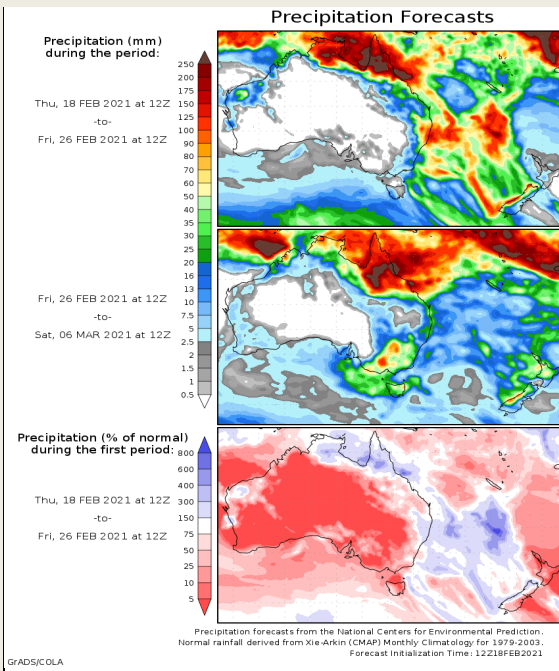 Precipitation Forecasts
Precipitation (mm)
during the period:
Thu, 18 FEB 2021 at 12Z
-to-
Fri, 26 FEB 2021 at 12Z
250
200
175
150
125
100
90
80
70
60
50
40
35
30
25
20
16
13
10
7.5
5
2.5
2
1.5
1
0.5
Fri, 26 FEB 2021 at 12Z
-to-
Sat, 06 MAR 2021 at 12Z
Precipitation (% of normal)
during the first period:
Thu, 18 FEB 2021 at 12Z
-to-
Fri, 26 FEB 2021 at 12Z
800
600
400
300
150
75
50
25
10
5
Precipitation forecasts from the National Centers for Environmental Prediction.
Normal rainfall derived from Xie-Arkin (CMAP) Monthly Climatology for 1979-2003.
Forecast Initialization Time: 12Z18FEB2021
GrADS/COLA